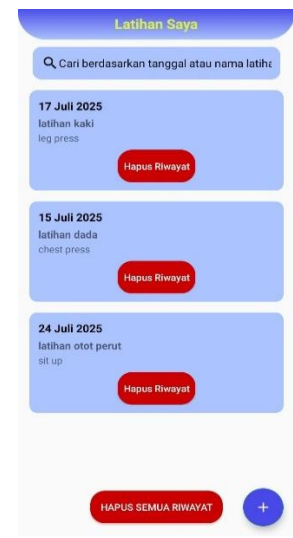 Latihan Saya
Cari berdasarkan tanggal atau nama latiha
17 Juli 2025
latihan kaki
leg press
Hapus Riwayat
15 Juli 2025
latihan dada
chest press
Hapus Riwayat
24 Juli 2025
latihan otot perut
sit up
Hapus Riwayat
HAPUS SEMUA RIWAYAT
+